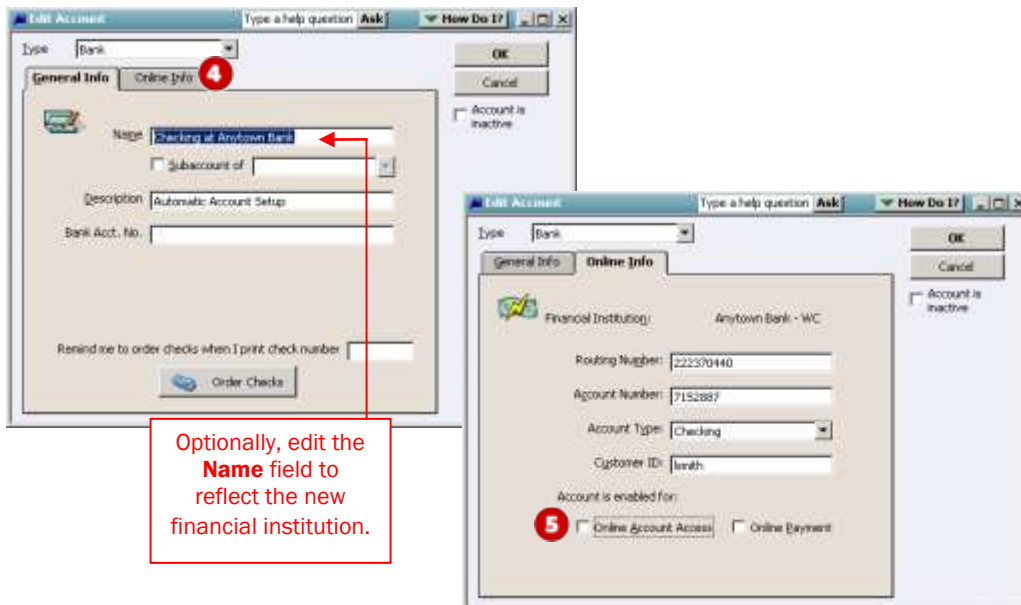 Edit Account Type a help question Ask How Do I?
Type Bank OK
General Info Online Info 4 Cancel
Account is
inactive
Name Checking at Anytown Bank
Subaccount of
Description Automatic Account Setup
Bank Acct. No.
Remind me to order checks when I print check number
Order Checks
Optionally, edit the
Name field to
reflect the new
financial institution.
Edit Account Type a help question Ask How Do I?
Type Bank OK
General Info Online Info Cancel
Account is
inactive
Financial Institution: Anytown Bank - WC
Routing Number: 222370440
Account Number: 7152887
Account Type: Checking
Customer ID: ksmith
Account is enabled for:
5 Online Account Access Online Payment